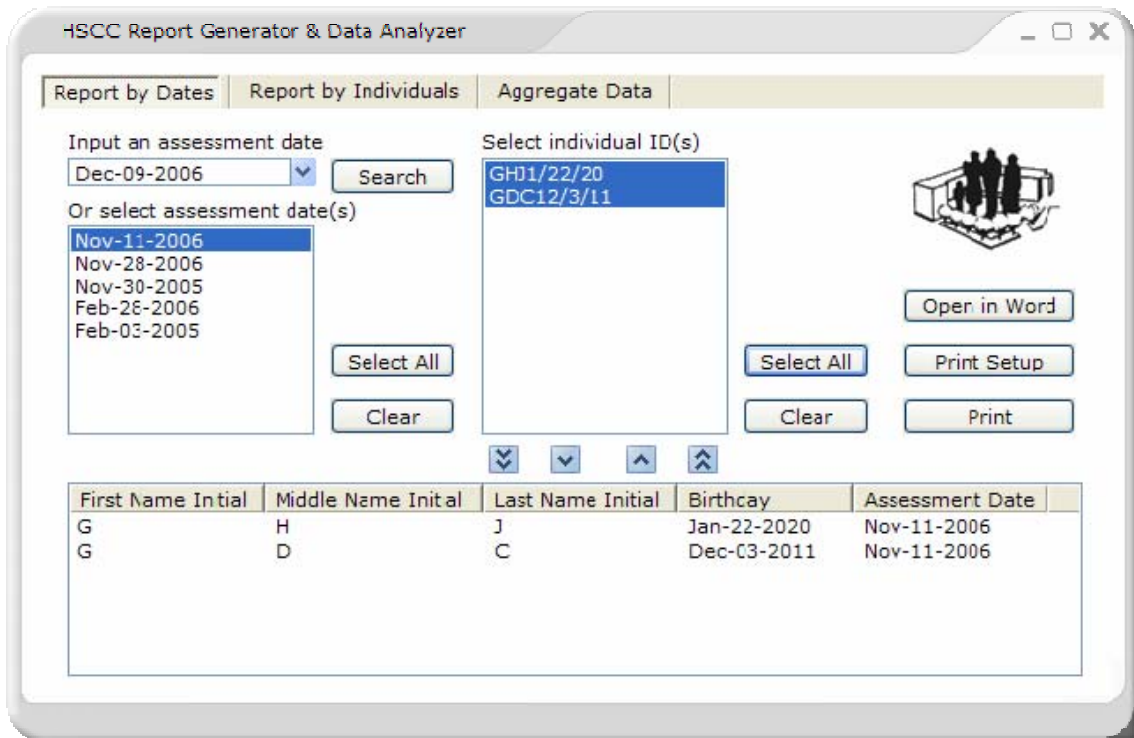 HSCC Report Generator & Data Analyzer
Report by Dates Report by Individuals Aggregate Data
Input an assessment date
Dec-09-2006
Search
Or select assessment date(s)
Nov-11-2006
Nov-28-2006
Nov-30-2005
Feb-28-2006
Feb-03-2005
Select All
Clear
Select individual ID(s)
GHJ1/22/20
GDC12/3/11
Select All
Clear
Open in Word
Print Setup
Print
First Name Initial Middle Name Initial Last Name Initial Birthday Assessment Date
G H J Jan-22-2020 Nov-11-2006
G D C Dec-03-2011 Nov-11-2006